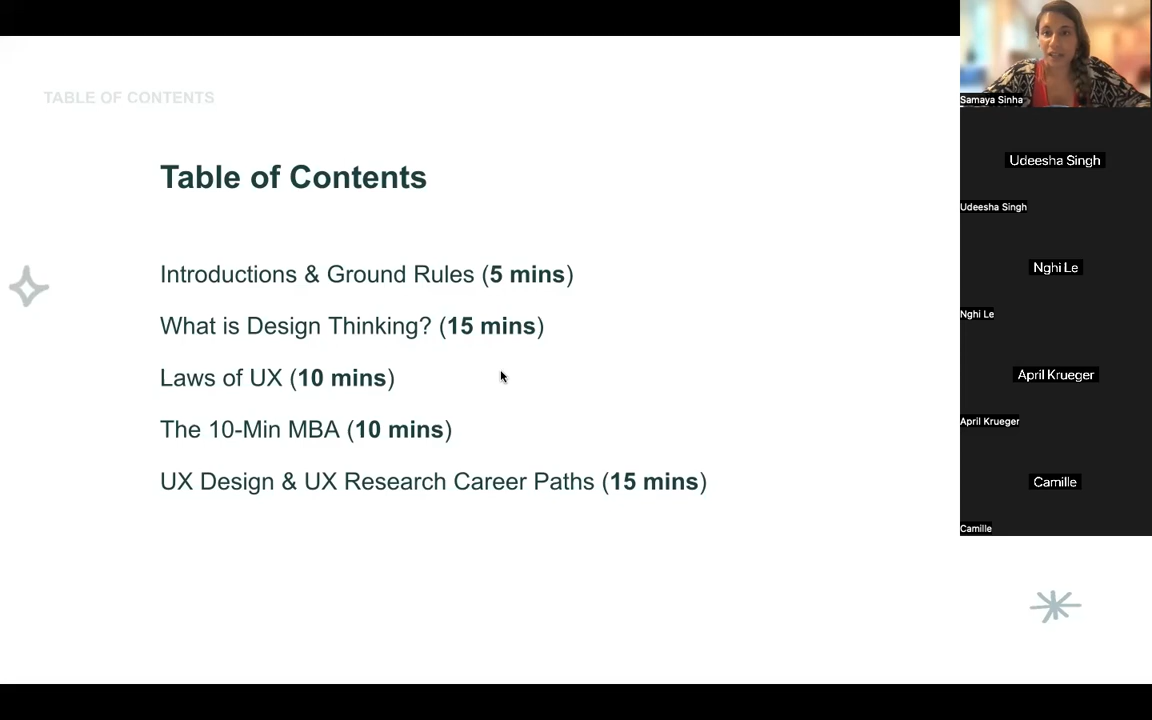 TABLE OF CONTENTS
Table of Contents
Introductions & Ground Rules (5 mins)
What is Design Thinking? (15 mins)
Laws of UX (10 mins)
The 10-Min MBA (10 mins)
UX Design & UX Research Career Paths (15 mins)
Samaya Sinha
Udeesha Singh
Udeesha Singh
Nghi Le
Nghi Le
April Krueger
April Krueger
Camille
Camille